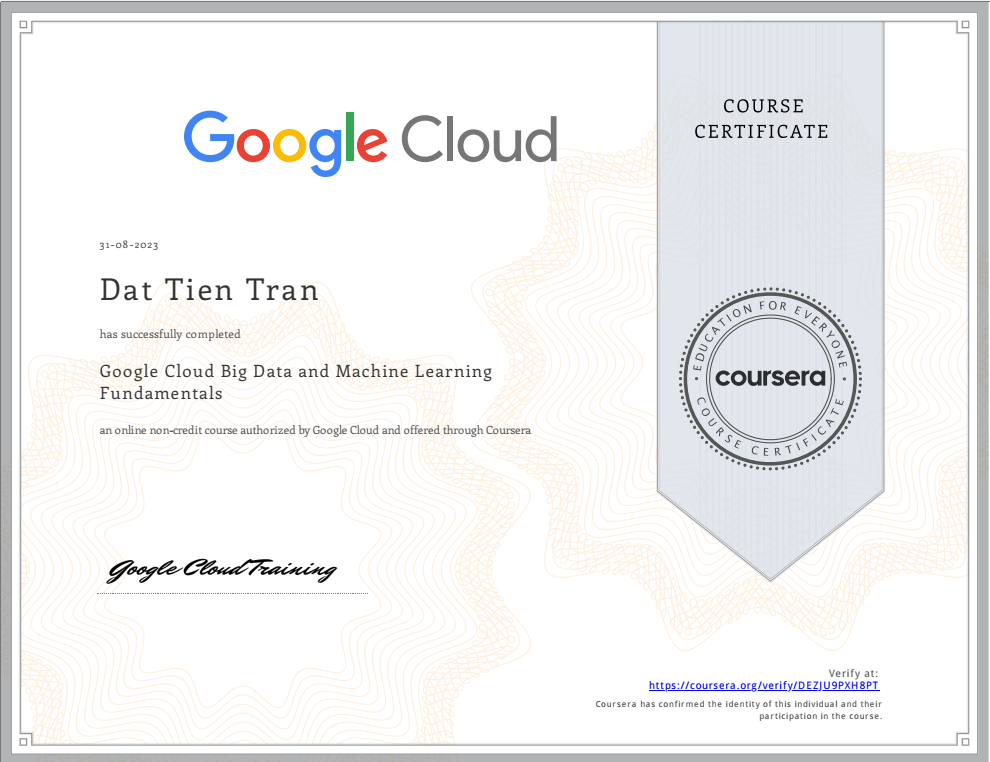 Google Cloud
COURSE
CERTIFICATE
31-08-2023
Dat Tien Tran
has successfully completed
Google Cloud Big Data and Machine Learning
Fundamentals
an online non-credit course authorized by Google Cloud and offered through Coursera
EDUCATION FOR EVERYONE
coursera
COURSE CERTIFICATE
Google Cloud Training
Verify at:
https://coursera.org/verify/DEZJU9PXH8PT
Coursera has confirmed the identity of this individual and their
participation in the course.